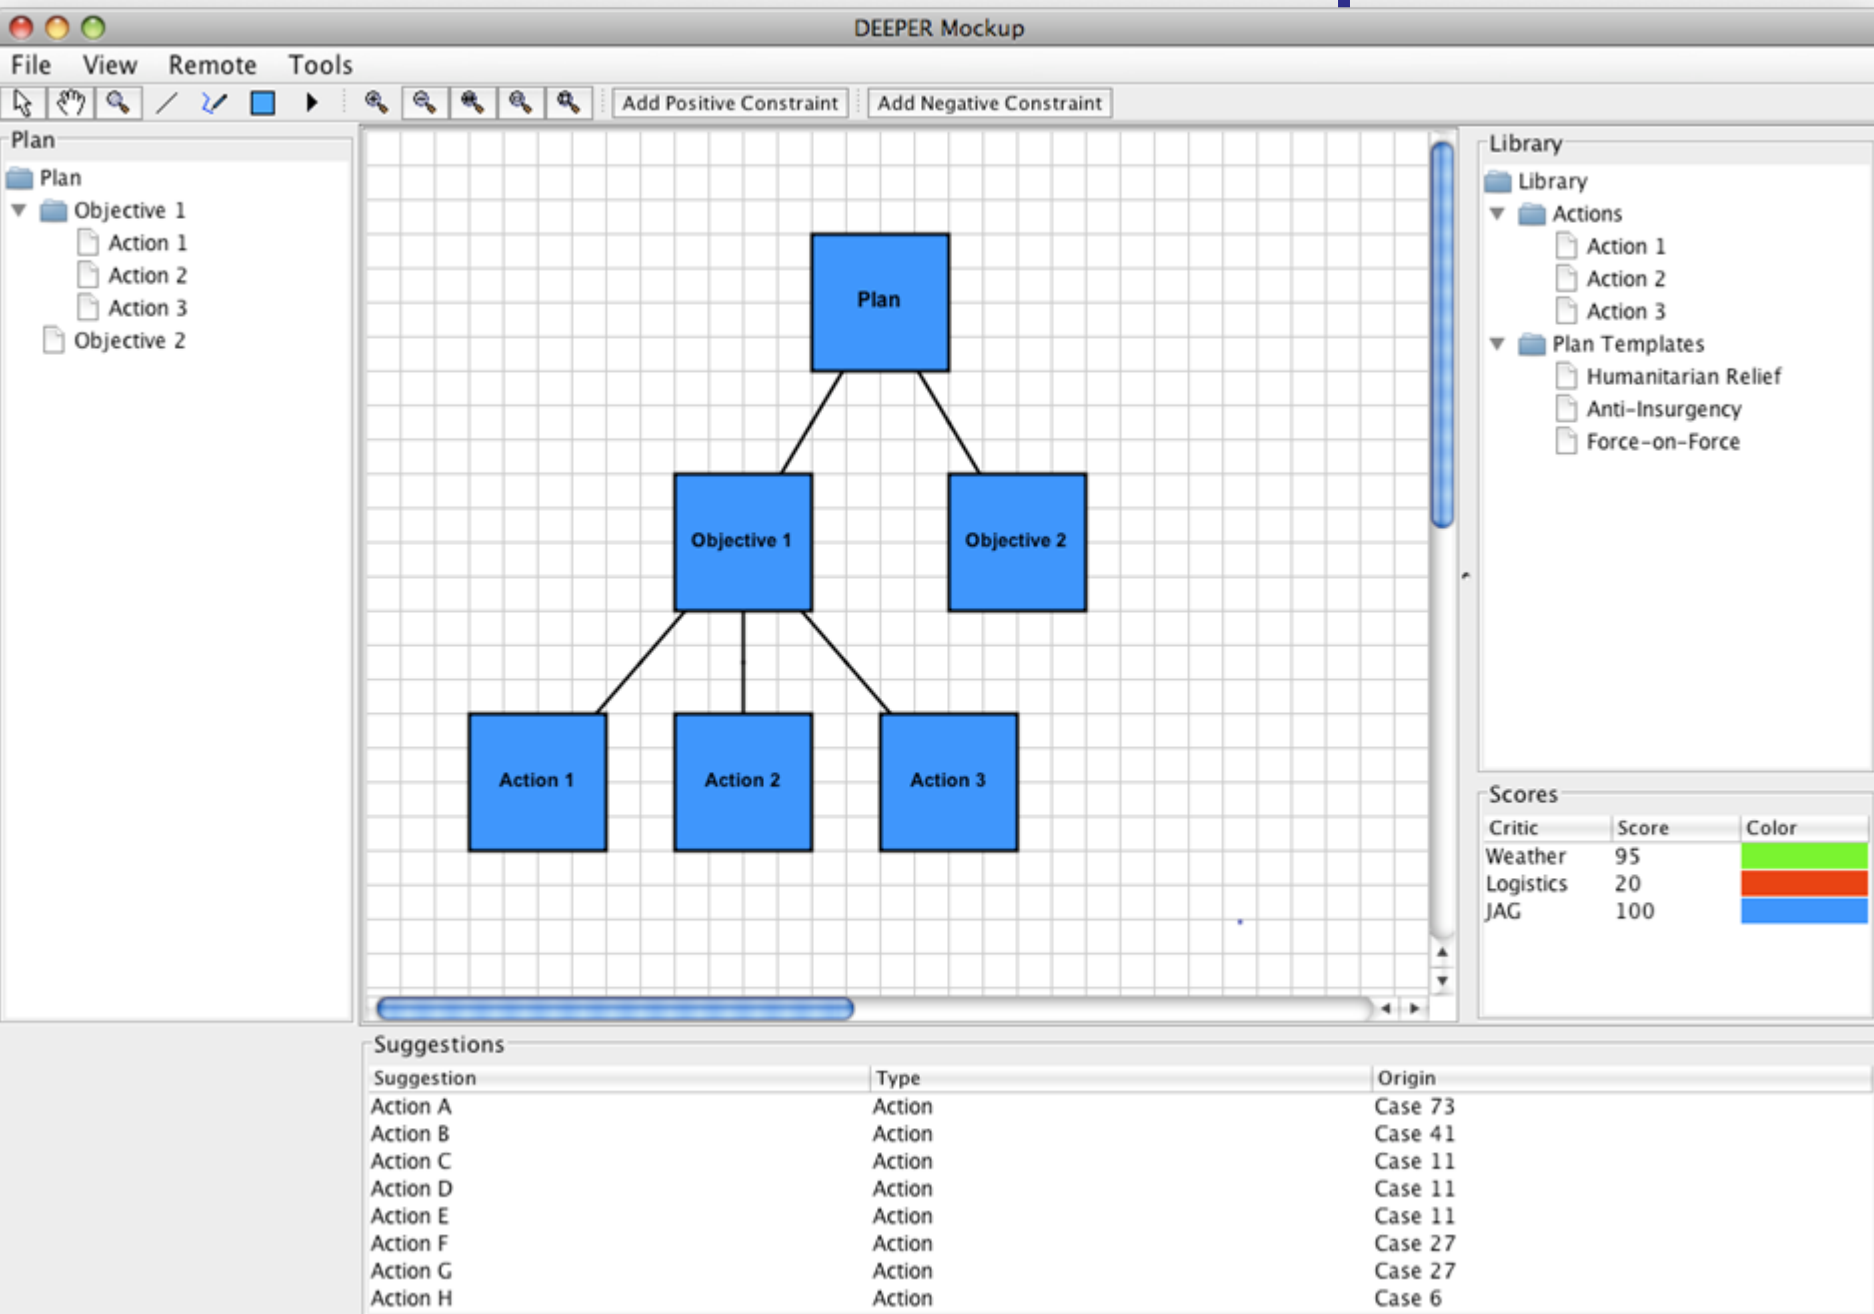 DEEPER Mockup
File View Remote Tools
Add Positive Constraint Add Negative Constraint
Plan
Plan
Objective 1
Action 1
Action 2
Action 3
Objective 2
Plan
Objective 1 Objective 2
Action 1 Action 2 Action 3
Library
Library
Actions
Action 1
Action 2
Action 3
Plan Templates
Humanitarian Relief
Anti-Insurgency
Force-on-Force
Scores
Critic Score Color
Weather 95
Logistics 20
JAG 100
Suggestions
Suggestion Type Origin
Action A Action Case 73
Action B Action Case 41
Action C Action Case 11
Action D Action Case 11
Action E Action Case 11
Action F Action Case 27
Action G Action Case 27
Action H Action Case 6